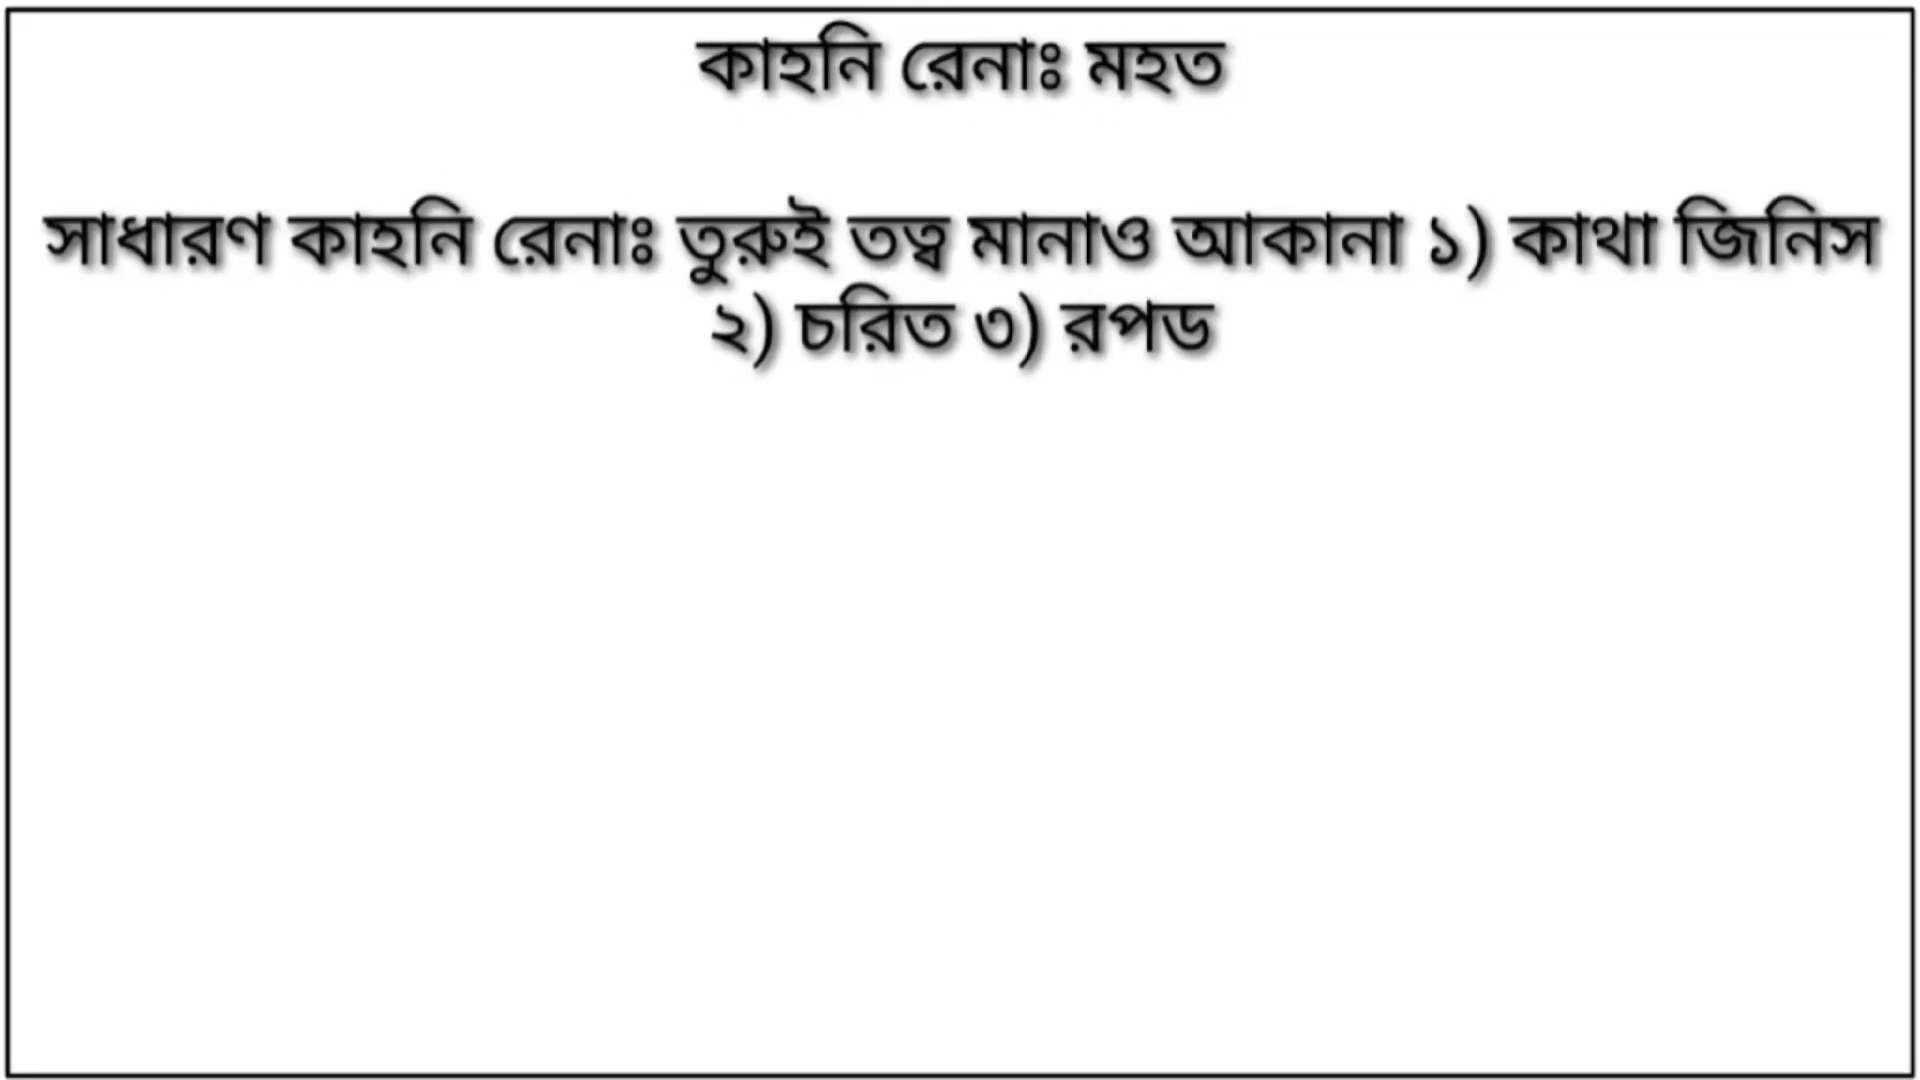 কাহনি রেনাঃ মহত
সাধারণ কাহনি রেনাঃ তুরুই তত্ব মানাও আকানা ১) কাথা জিনিস
২) চরিত ৩) রপড